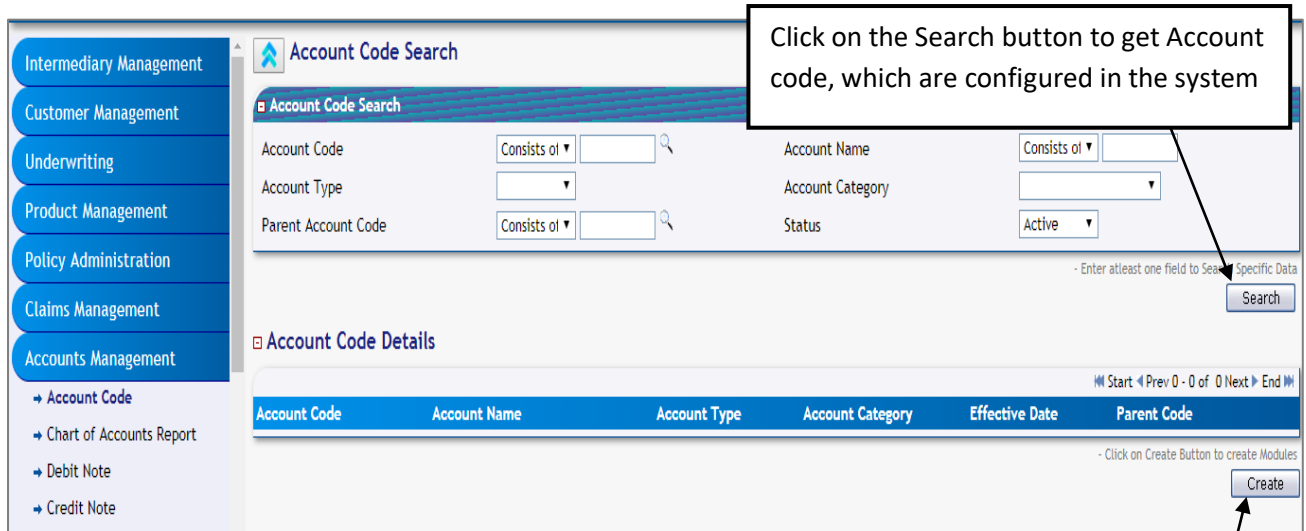 Click on the Search button to get Account
code, which are configured in the system
Intermediary Management
Customer Management
Underwriting
Product Management
Policy Administration
Claims Management
Accounts Management
Account Code
Chart of Accounts Report
Debit Note
Credit Note
Account Code Search
Account Code Search
Account Code Consists of Account Name Consists of
Account Type Account Category
Parent Account Code Consists of Status Active
- Enter atleast one field to Search Specific Data
Search
Account Code Details
Start Prev 0 - 0 of 0 Next End
Account Code Account Name Account Type Account Category Effective Date Parent Code
- Click on Create Button to create Modules
Create